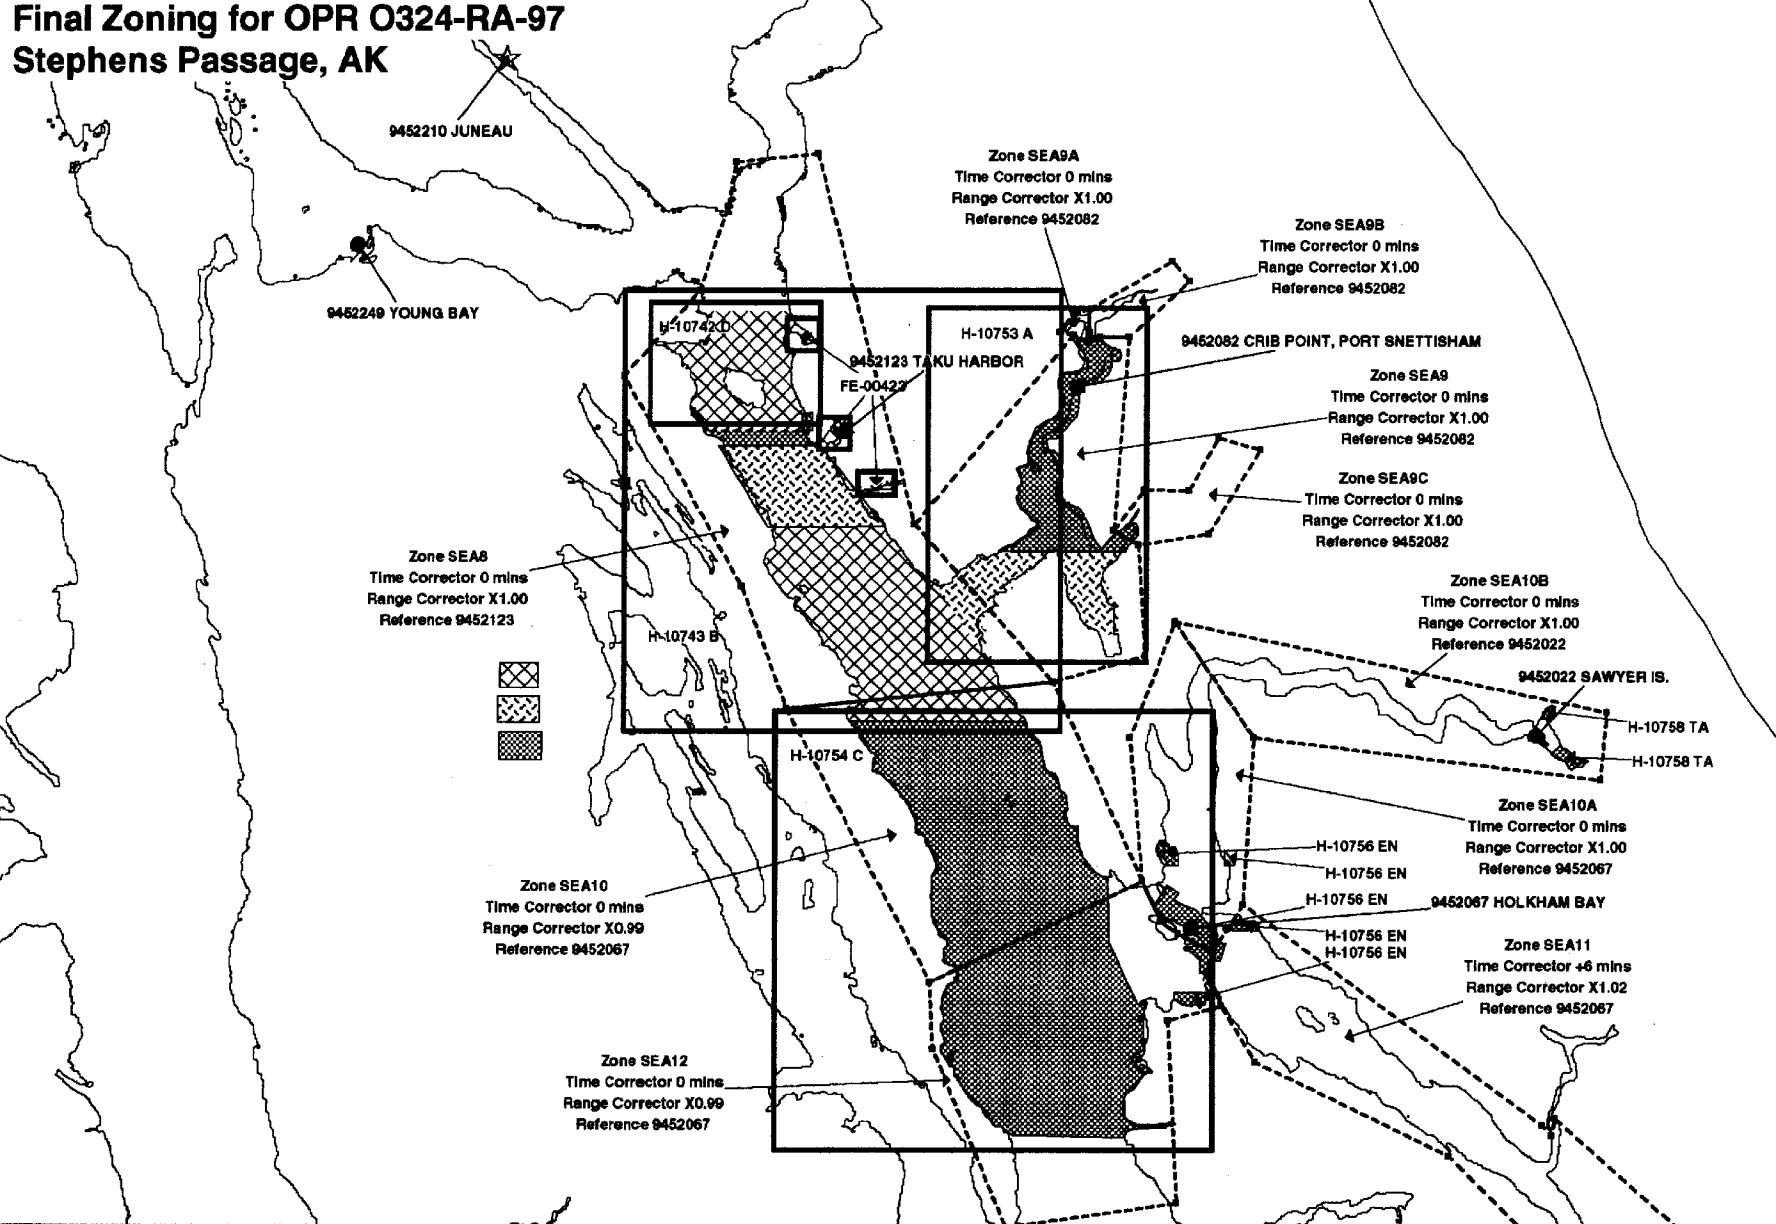 Final Zoning for OPR O324-RA-97
Stephens Passage, AK
9452210 JUNEAU
9452249 YOUNG BAY
Zone SEA9A
Time Corrector 0 mins
Range Corrector X1.00
Reference 9452082
Zone SEA9B
Time Corrector 0 mins
Range Corrector X1.00
Reference 9452082
H-10742 D
H-10753 A
9452082 CRIB POINT, PORT SNETTISHAM
9452123 TAKU HARBOR
FE-00423
Zone SEA9
Time Corrector 0 mins
Range Corrector X1.00
Reference 9452082
Zone SEA9C
Time Corrector 0 mins
Range Corrector X1.00
Reference 9452082
Zone SEA8
Time Corrector 0 mins
Range Corrector X1.00
Reference 9452123
H-10743 B
Zone SEA10B
Time Corrector 0 mins
Range Corrector X1.00
Reference 9452022
9452022 SAWYER IS.
H-10758 TA
H-10758 TA
H-10754 C
Zone SEA10A
Time Corrector 0 mins
Range Corrector X1.00
Reference 9452067
H-10756 EN
H-10756 EN
H-10756 EN
9452067 HOLKHAM BAY
H-10756 EN
H-10756 EN
Zone SEA10
Time Corrector 0 mins
Range Corrector X0.99
Reference 9452067
Zone SEA11
Time Corrector +6 mins
Range Corrector X1.02
Reference 9452067
Zone SEA12
Time Corrector 0 mins
Range Corrector X0.99
Reference 9452067